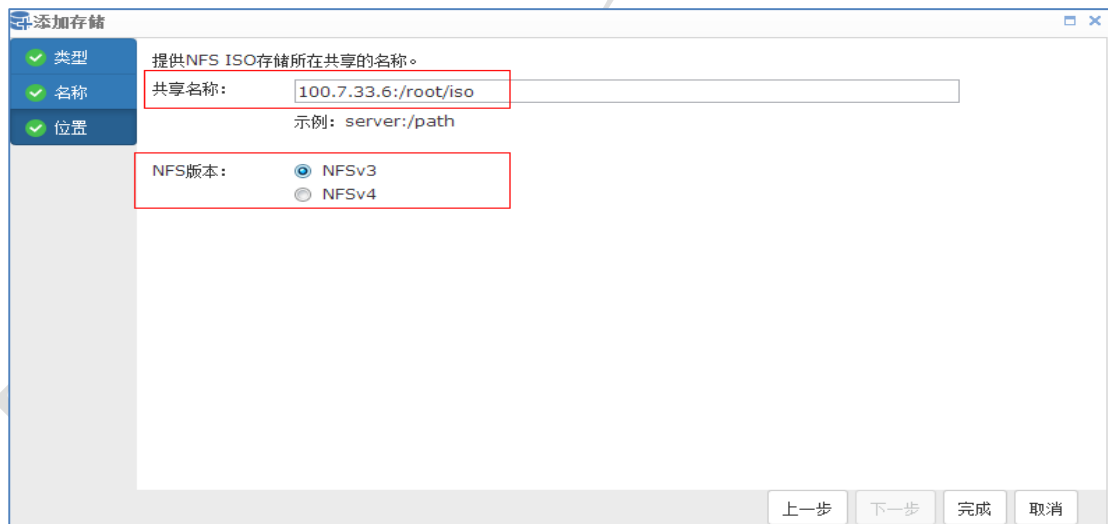 添加存储
类型
名称
位置
提供NFS ISO存储所在共享的名称。
共享名称： 100.7.33.6:/root/iso
示例：server:/path
NFS版本： NFSv3
NFSv4
上一步 下一步 完成 取消